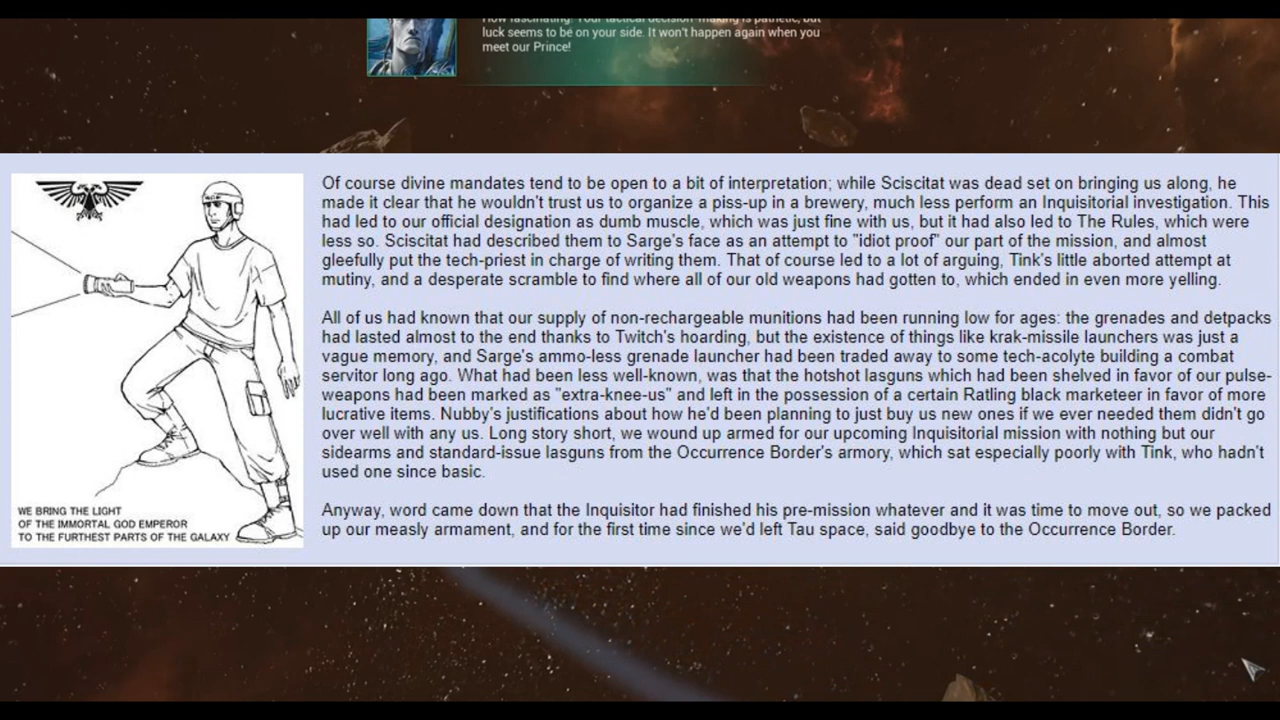 How fascinating! Your tactical decision-making is pathetic, but
luck seems to be on your side. It won't happen again when you
meet our Prince!
Of course divine mandates tend to be open to a bit of interpretation; while Sciscitat was dead set on bringing us along, he
made it clear that he wouldn't trust us to organize a piss-up in a brewery, much less perform an Inquisitorial investigation. This
had led to our official designation as dumb muscle, which was just fine with us, but it had also led to The Rules, which were
less so. Sciscitat had described them to Sarge's face as an attempt to "idiot proof" our part of the mission, and almost
gleefully put the tech-priest in charge of writing them. That of course led to a lot of arguing, Tink's little aborted attempt at
mutiny, and a desperate scramble to find where all of our old weapons had gotten to, which ended in even more yelling.
All of us had known that our supply of non-rechargeable munitions had been running low for ages: the grenades and detpacks
had lasted almost to the end thanks to Twitch's hoarding, but the existence of things like krak-missile launchers was just a
vague memory, and Sarge's ammo-less grenade launcher had been traded away to some tech-acolyte building a combat
servitor long ago. What had been less well-known, was that the hotshot lasguns which had been shelved in favor of our pulse-
weapons had been marked as "extra-knee-us" and left in the possession of a certain Ratling black marketeer in favor of more
lucrative items. Nubby's justifications about how he'd been planning to just buy us new ones if we ever needed them didn't go
over well with any us. Long story short, we wound up armed for our upcoming Inquisitorial mission with nothing but our
sidearms and standard-issue lasguns from the Occurrence Border's armory, which sat especially poorly with Tink, who hadn't
used one since basic.
Anyway, word came down that the Inquisitor had finished his pre-mission whatever and it was time to move out, so we packed
up our measly armament, and for the first time since we'd left Tau space, said goodbye to the Occurrence Border.
WE BRING THE LIGHT
OF THE IMMORTAL GOD EMPEROR
TO THE FURTHEST PARTS OF THE GALAXY